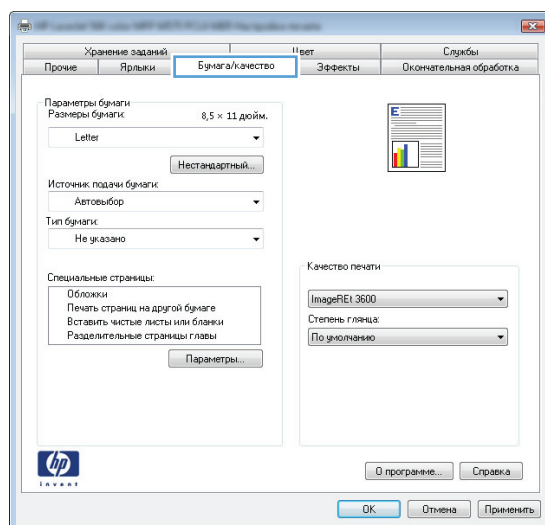 Хранение заданий Цвет Службы
Прочие Ярлыки Бумага/качество Эффекты Окончательная обработка
Параметры бумаги
Размеры бумаги: 8,5 × 11 дюйм.
Letter
Нестандартный...
Источник подачи бумаги:
Автовыбор
Тип бумаги:
Не указано
Специальные страницы:
Обложки
Печать страниц на другой бумаге
Вставить чистые листы или бланки
Разделительные страницы главы
Параметры...
E
Качество печати
ImageREt 3600
Степень глянца:
По умолчанию
hp
invent
О программе... Справка
OK Отмена Применить